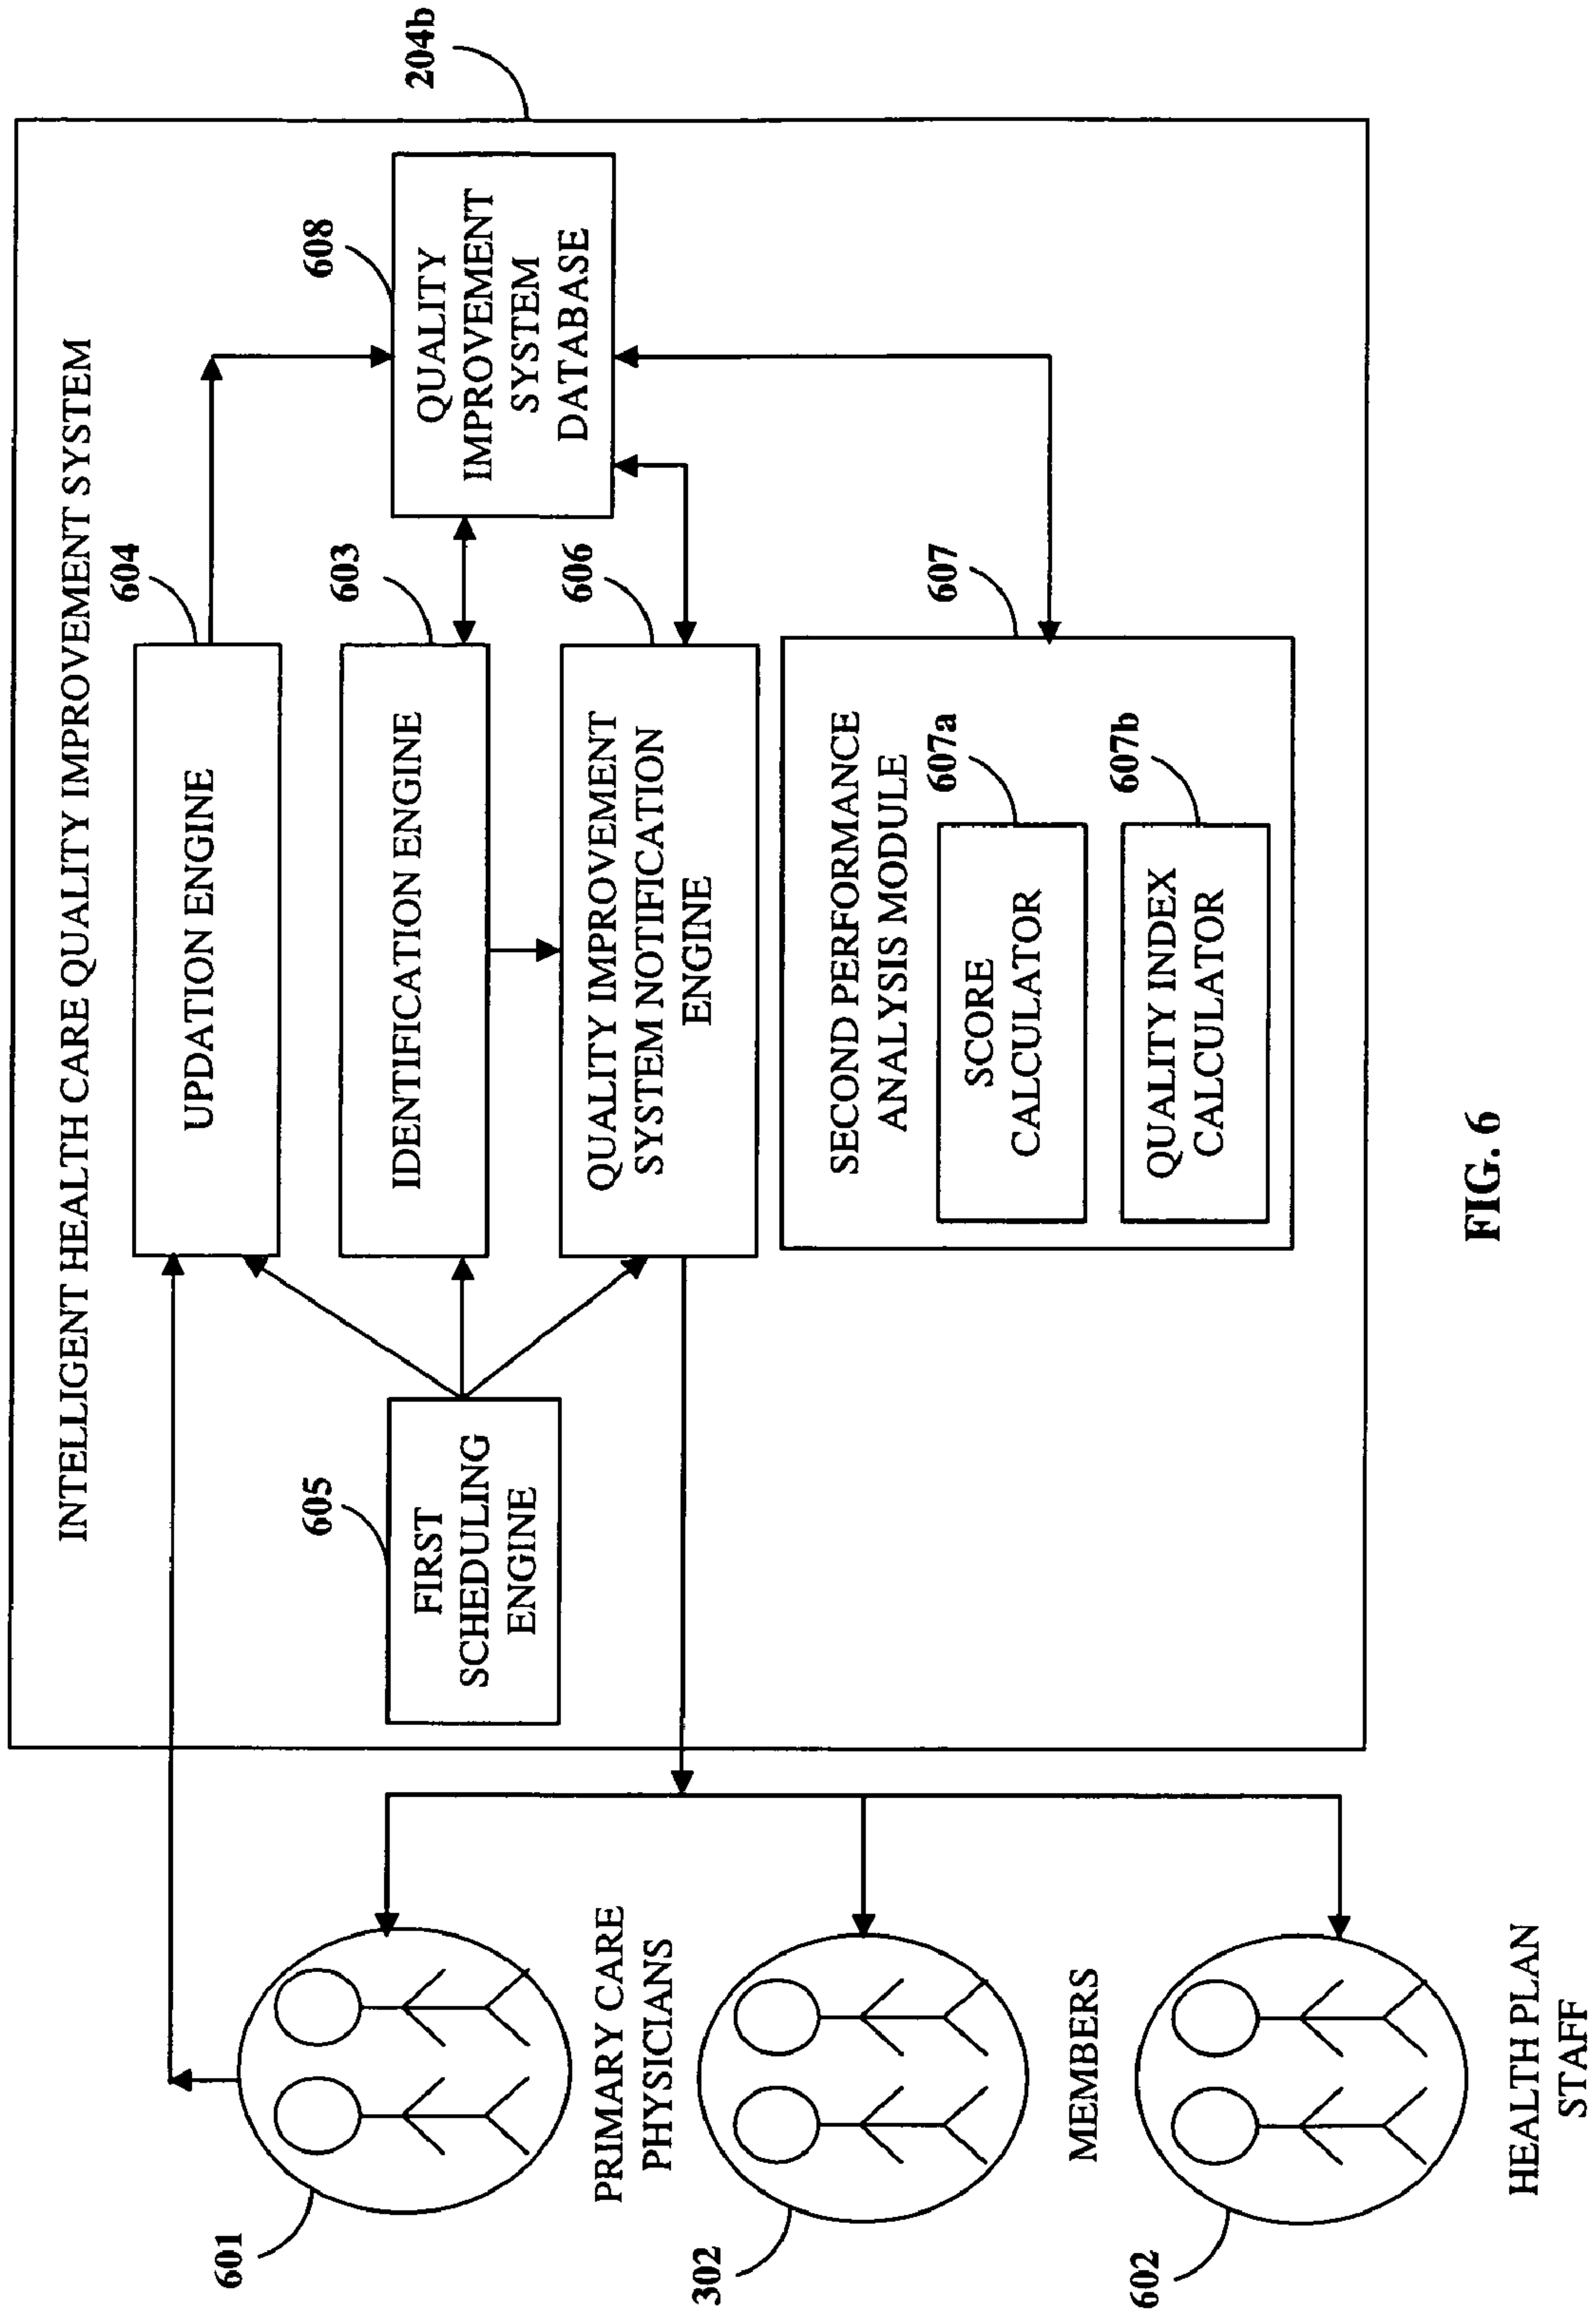 INTELLIGENT HEALTH CARE QUALITY IMPROVEMENT SYSTEM
204b
604
UPDATION ENGINE
601
PRIMARY CARE
PHYSICIANS
605
FIRST
SCHEDULING
ENGINE
603
IDENTIFICATION ENGINE
608
QUALITY
IMPROVEMENT
SYSTEM
DATABASE
606
QUALITY IMPROVEMENT
SYSTEM NOTIFICATION
ENGINE
302
MEMBERS
607
SECOND PERFORMANCE
ANALYSIS MODULE
607a
SCORE
CALCULATOR
607b
QUALITY INDEX
CALCULATOR
602
HEALTH PLAN
STAFF
FIG. 6